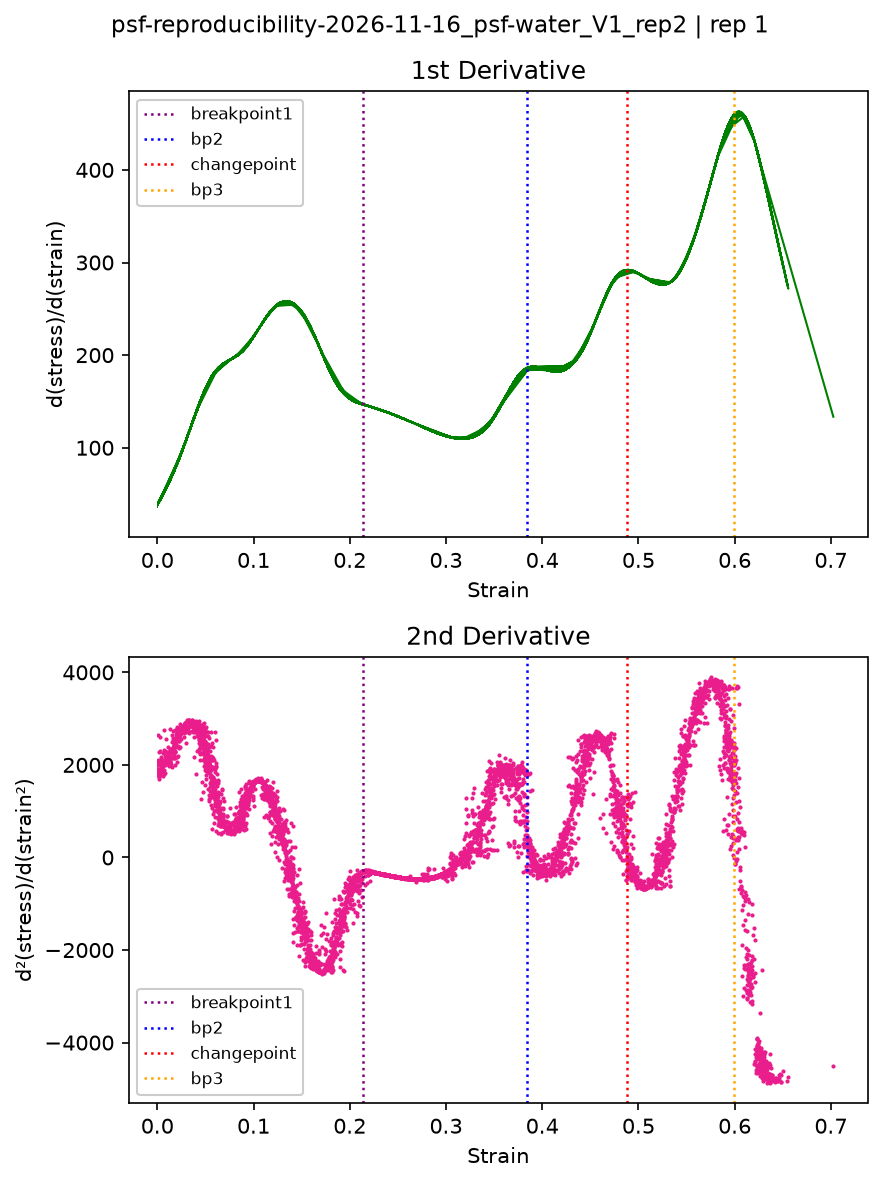 psf-reproducibility-2026-11-16_psf-water_V1_rep2 | rep 1
1st Derivative
breakpoint1
bp2
changepoint
bp3
d(stress)/d(strain)
400
300
200
100
0.0 0.1 0.2 0.3 0.4 0.5 0.6 0.7
Strain
2nd Derivative
d²(stress)/d(strain²)
4000
2000
0
−2000
−4000
breakpoint1
bp2
changepoint
bp3
0.0 0.1 0.2 0.3 0.4 0.5 0.6 0.7
Strain